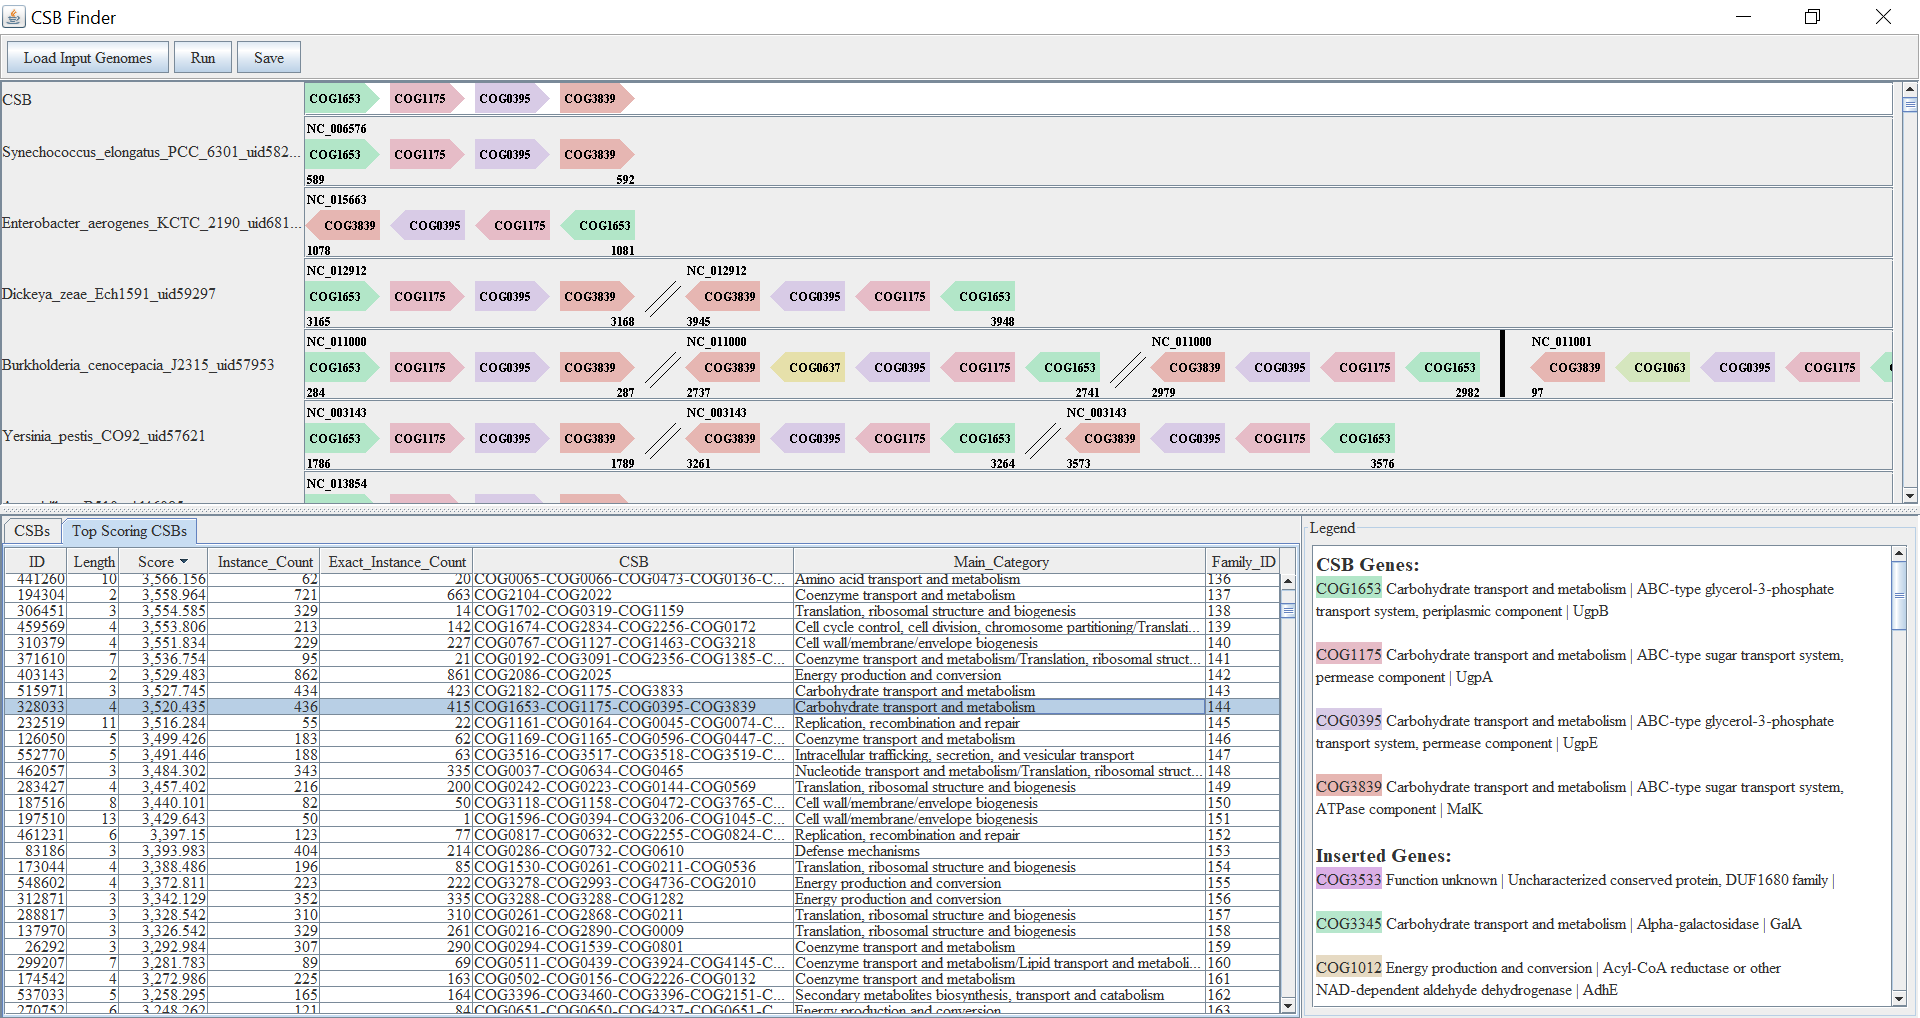 CSB Finder
Load Input Genomes Run Save
CSB COG1653 COG1175 COG0395 COG3839
NC_006576
Synechococcus_elongatus_PCC_6301_uid582... COG1653 COG1175 COG0395 COG3839
589 592
NC_015663
Enterobacter_aerogenes_KCTC_2190_uid681... COG3839 COG0395 COG1175 COG1653
1078 1081
NC_012912 NC_012912
Dickeya_zeae_Ech1591_uid59297 COG1653 COG1175 COG0395 COG3839 COG3839 COG0395 COG1175 COG1653
3165 3168 3945 3948
NC_011000 NC_011000 NC_011000 NC_011001
Burkholderia_cenocepacia_J2315_uid57953 COG1653 COG1175 COG0395 COG3839 COG3839 COG0637 COG0395 COG1175 COG1653 COG3839 COG0395 COG1175 COG1653 COG3839 COG1063 COG0395 COG1175
284 287 2737 2741 2979 2982 97
NC_003143 NC_003143 NC_003143
Yersinia_pestis_CO92_uid57621 COG1653 COG1175 COG0395 COG3839 COG3839 COG0395 COG1175 COG1653 COG3839 COG0395 COG1175 COG1653
1786 1789 3261 3264 3573 3576
NC_013854
CSBs Top Scoring CSBs
ID Length Score Instance_Count Exact_Instance_Count CSB Main_Category Family_ID
441260 10 3,566.156 62 20 COG0065-COG0066-COG0473-COG0136-C... Amino acid transport and metabolism 136
194304 2 3,558.964 721 663 COG2104-COG2022 Coenzyme transport and metabolism 137
306451 3 3,554.585 329 14 COG1702-COG0319-COG1159 Translation, ribosomal structure and biogenesis 138
459569 4 3,553.806 213 142 COG1674-COG2834-COG2256-COG0172 Cell cycle control, cell division, chromosome partitioning/Translati... 139
310379 4 3,551.834 229 227 COG0767-COG1127-COG1463-COG3218 Cell wall/membrane/envelope biogenesis 140
371610 7 3,536.754 95 21 COG0192-COG3091-COG2356-COG1385-C... Coenzyme transport and metabolism/Translation, ribosomal struct... 141
403143 2 3,529.483 862 861 COG2086-COG2025 Energy production and conversion 142
515971 3 3,527.745 434 423 COG2182-COG1175-COG3833 Carbohydrate transport and metabolism 143
328033 4 3,520.435 436 415 COG1653-COG1175-COG0395-COG3839 Carbohydrate transport and metabolism 144
232519 11 3,516.284 55 22 COG1161-COG0164-COG0045-COG0074-C... Replication, recombination and repair 145
126050 5 3,499.426 183 62 COG1169-COG1165-COG0596-COG0447-C... Coenzyme transport and metabolism 146
552770 5 3,491.446 188 63 COG3516-COG3517-COG3518-COG3519-C... Intracellular trafficking, secretion, and vesicular transport 147
462057 3 3,484.302 343 335 COG0037-COG0634-COG0465 Nucleotide transport and metabolism/Translation, ribosomal struct... 148
283427 4 3,457.402 216 200 COG0242-COG0223-COG0144-COG0569 Translation, ribosomal structure and biogenesis 149
187516 8 3,440.101 82 50 COG3118-COG1158-COG0472-COG3765-C... Cell wall/membrane/envelope biogenesis 150
197510 13 3,429.643 50 1 COG1596-COG0394-COG3206-COG1045-C... Cell wall/membrane/envelope biogenesis 151
461231 6 3,397.15 123 77 COG0817-COG0632-COG2255-COG0824-C... Replication, recombination and repair 152
83186 3 3,393.983 404 214 COG0286-COG0732-COG0610 Defense mechanisms 153
173044 4 3,388.486 196 85 COG1530-COG0261-COG0211-COG0536 Translation, ribosomal structure and biogenesis 154
548602 4 3,372.811 223 222 COG3278-COG2993-COG4736-COG2010 Energy production and conversion 155
312871 3 3,342.129 352 335 COG3288-COG3288-COG1282 Energy production and conversion 156
288817 3 3,328.542 310 310 COG0261-COG2868-COG0211 Translation, ribosomal structure and biogenesis 157
137970 3 3,326.542 329 261 COG0216-COG2890-COG0009 Translation, ribosomal structure and biogenesis 158
26292 3 3,292.984 307 290 COG0294-COG1539-COG0801 Coenzyme transport and metabolism 159
299207 7 3,281.783 89 69 COG0511-COG0439-COG3924-COG4145-C... Coenzyme transport and metabolism/Lipid transport and metaboli... 160
174542 4 3,272.986 225 163 COG0502-COG0156-COG2226-COG0132 Coenzyme transport and metabolism 161
537033 5 3,258.295 165 164 COG3396-COG3460-COG3396-COG2151-C... Secondary metabolites biosynthesis, transport and catabolism 162
270752 6 3,248.262 121 84 COG0651-COG0650-COG4237-COG0651-C... Energy production and conversion 163
Legend
CSB Genes:
COG1653 Carbohydrate transport and metabolism | ABC-type glycerol-3-phosphate
transport system, periplasmic component | UgpB
COG1175 Carbohydrate transport and metabolism | ABC-type sugar transport system,
permease component | UgpA
COG0395 Carbohydrate transport and metabolism | ABC-type glycerol-3-phosphate
transport system, permease component | UgpE
COG3839 Carbohydrate transport and metabolism | ABC-type sugar transport system,
ATPase component | MalK
Inserted Genes:
COG3533 Function unknown | Uncharacterized conserved protein, DUF1680 family |
COG3345 Carbohydrate transport and metabolism | Alpha-galactosidase | GalA
COG1012 Energy production and conversion | Acyl-CoA reductase or other
NAD-dependent aldehyde dehydrogenase | AdhE